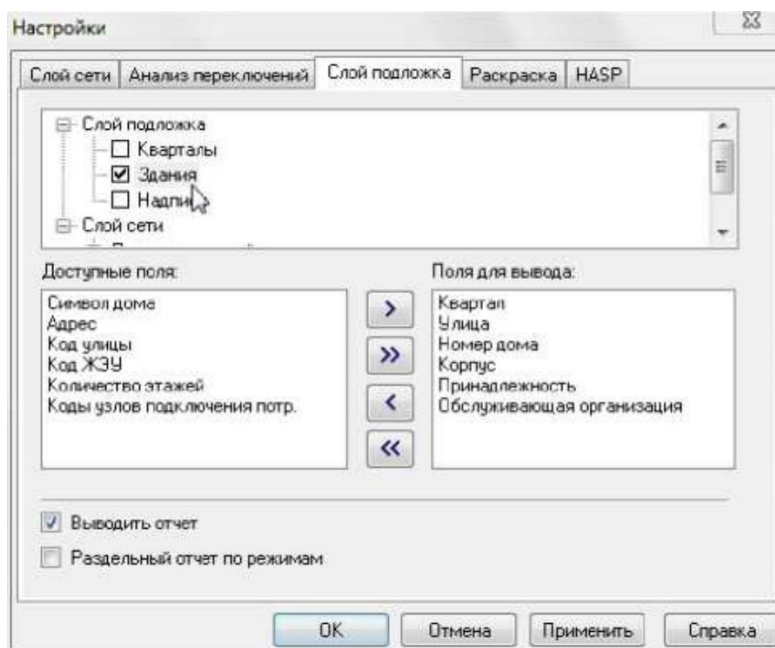 Настройки
Слой сети Анализ переключений Слой подложка Раскраска HASP
Слой подложка
Кварталы
Здания
Слой сети
Доступные поля:
Символ дома
Адрес
Код улицы
Код ЖЭУ
Количество этажей
Коды узлов подключения потр.
>
>>
<
<<
Поля для вывода:
Квартал
Улица
Номер дома
Корпус
Принадлежность
Обслуживающая организация
Выводить отчет
Раздельный отчет по режимам
OK Отмена Применить Справка